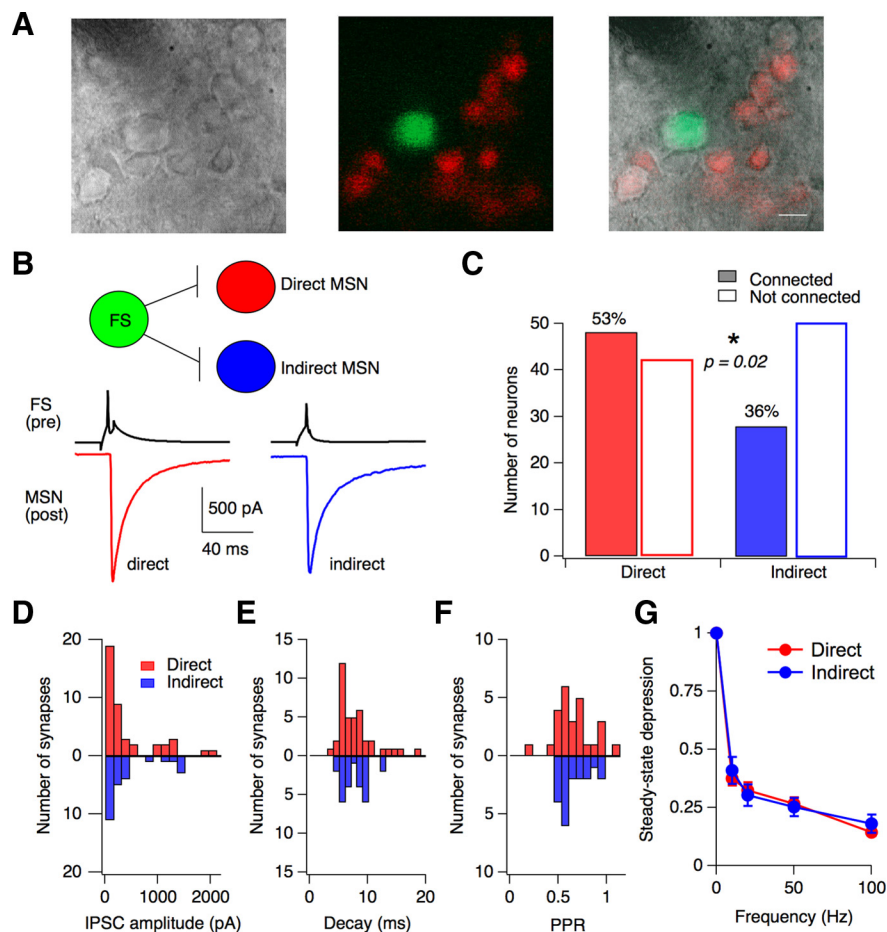 A
B
FS
Direct MSN
Indirect MSN
FS
(pre)
MSN
(post)
500 pA
40 ms
direct
indirect
C
Connected
Not connected
Number of neurons
50
40
30
20
10
0
53%
*
p = 0.02
36%
Direct
Indirect
D
Number of synapses
20
10
0
10
20
Direct
Indirect
0
1000
2000
IPSC amplitude (pA)
E
Number of synapses
15
10
5
0
5
10
15
0
10
20
Decay (ms)
F
Number of synapses
10
5
0
5
10
0
0.5
1
PPR
G
Steady-state depression
1
0.75
0.5
0.25
0
Direct
Indirect
0
50
100
Frequency (Hz)